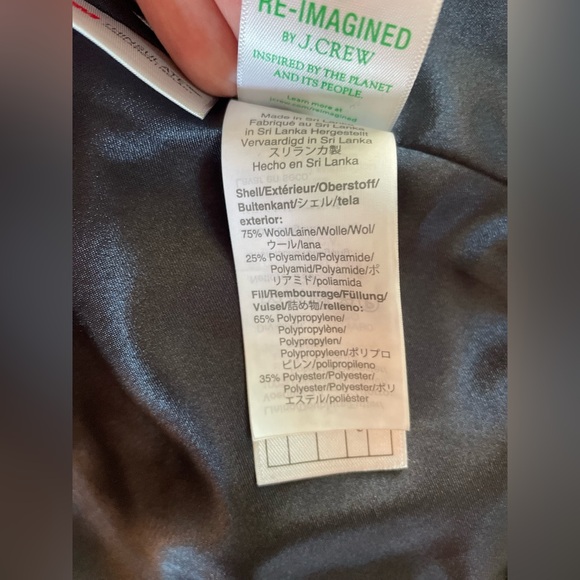 RE-IMAGINED
BY J.CREW
INSPIRED BY THE PLANET
AND ITS PEOPLE
Learn more at
Made in Sri Lanka
Fabriqué au Sri Lanka
in Sri Lanka Hergestellt
Vervaardigd in Sri Lanka
スリランカ製
Hecho en Sri Lanka
Shell/Extérieur/Oberstoff/
Buitenkant/シェル/tela
exterior:
75% Wool/Laine/Wolle/Wol/
ウール/lana
25% Polyamide/Polyamide/
Polyamid/Polyamide/ポ
リアミド/poliamida
Fill/Rembourrage/Füllung/
Vulsel/詰め物/relleno:
65% Polypropylene/
Polypropylène/
Polypropylen/
Polypropyleen/ポリプロ
ピレン/polipropileno
35% Polyester/Polyester/
Polyester/Polyester/ポリ
エステル/poliéster